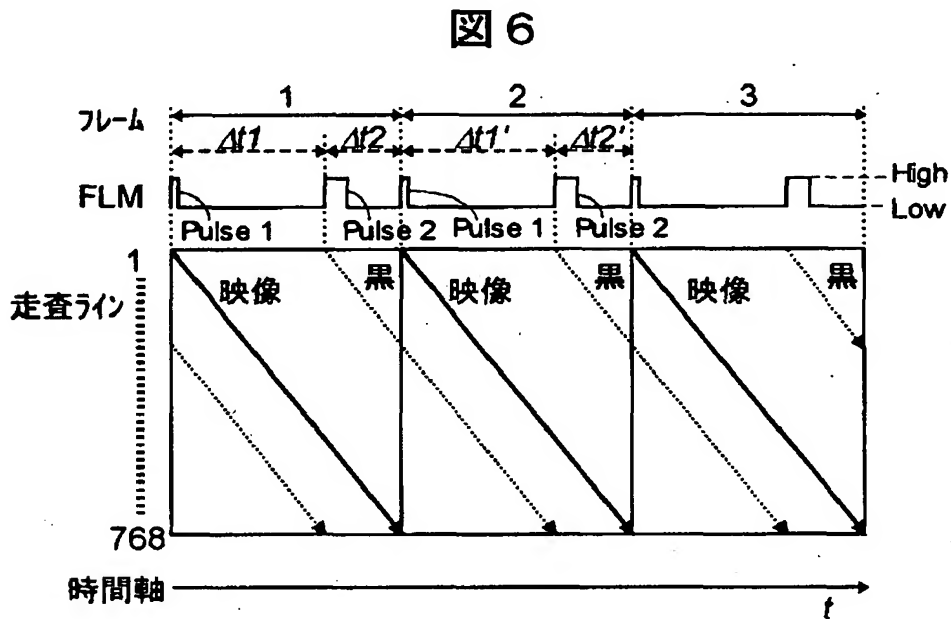 図6
1 2 3
フレーム
Δt1 Δt2 Δt1' Δt2'
FLM High
Low
Pulse 1 Pulse 2 Pulse 1 Pulse 2
1
映像 黒 映像 黒 映像 黒
走査ライン
768
時間軸
t